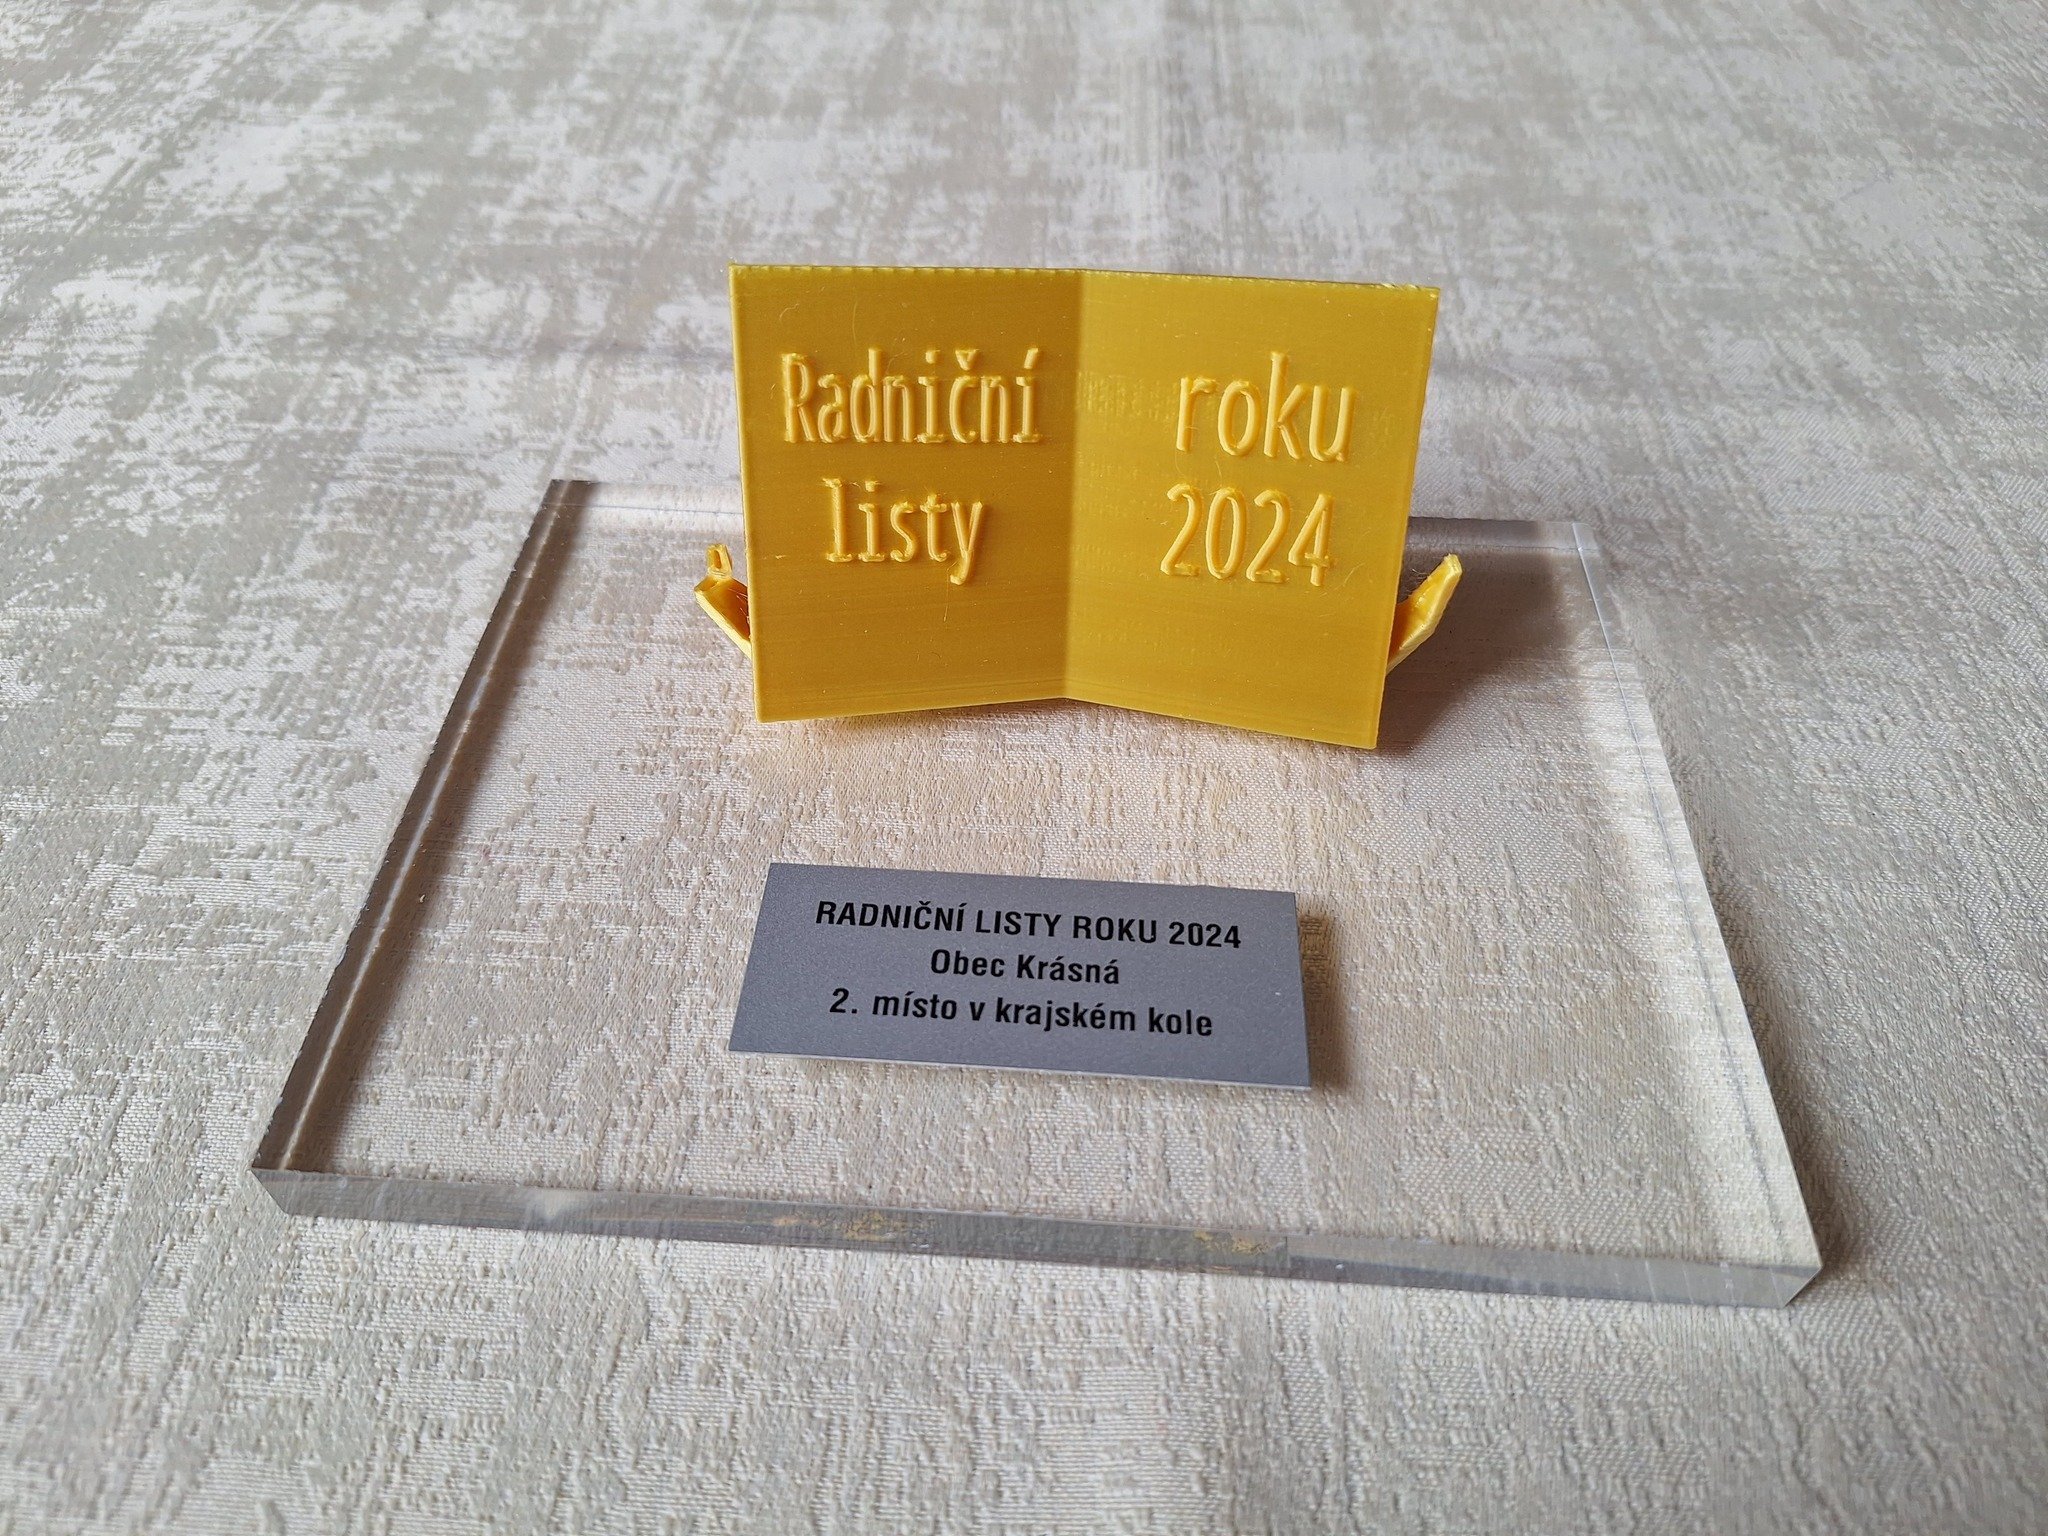 Radniční
listy
roku
2024
RADNIČNÍ LISTY ROKU 2024
Obec Krásná
2. místo v krajském kole